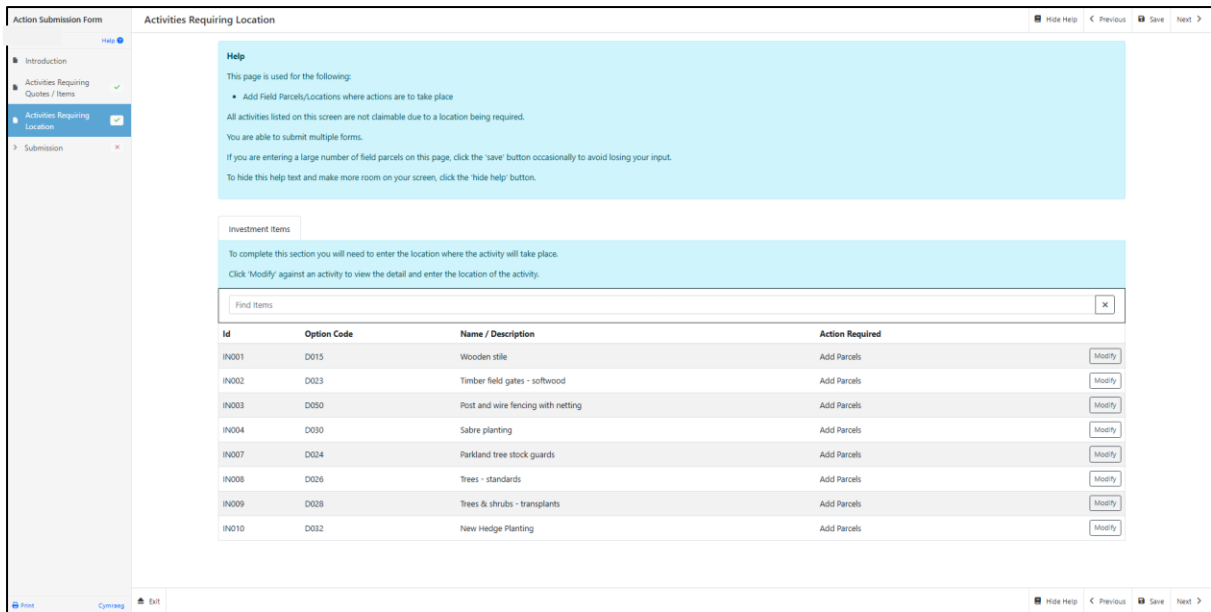 Action Submission Form
Help
Introduction
Activities Requiring
Quotes / Items
Activities Requiring
Location
Submission
Print
Cymraeg
Activities Requiring Location
Hide Help
Previous
Save
Next
Help
This page is used for the following:
Add Field Parcels/Locations where actions are to take place
All activities listed on this screen are not claimable due to a location being required.
You are able to submit multiple forms.
If you are entering a large number of field parcels on this page, click the 'save' button occasionally to avoid losing your input.
To hide this help text and make more room on your screen, click the 'hide help' button.
Investment Items
To complete this section you will need to enter the location where the activity will take place.
Click 'Modify' against an activity to view the detail and enter the location of the activity.
Find Items
Id Option Code Name / Description Action Required
IN001 D015 Wooden stile Add Parcels Modify
IN002 D023 Timber field gates - softwood Add Parcels Modify
IN003 D050 Post and wire fencing with netting Add Parcels Modify
IN004 D030 Sabre planting Add Parcels Modify
IN007 D024 Parkland tree stock guards Add Parcels Modify
IN008 D026 Trees - standards Add Parcels Modify
IN009 D028 Trees & shrubs - transplants Add Parcels Modify
IN010 D032 New Hedge Planting Add Parcels Modify
Exit
Hide Help
Previous
Save
Next